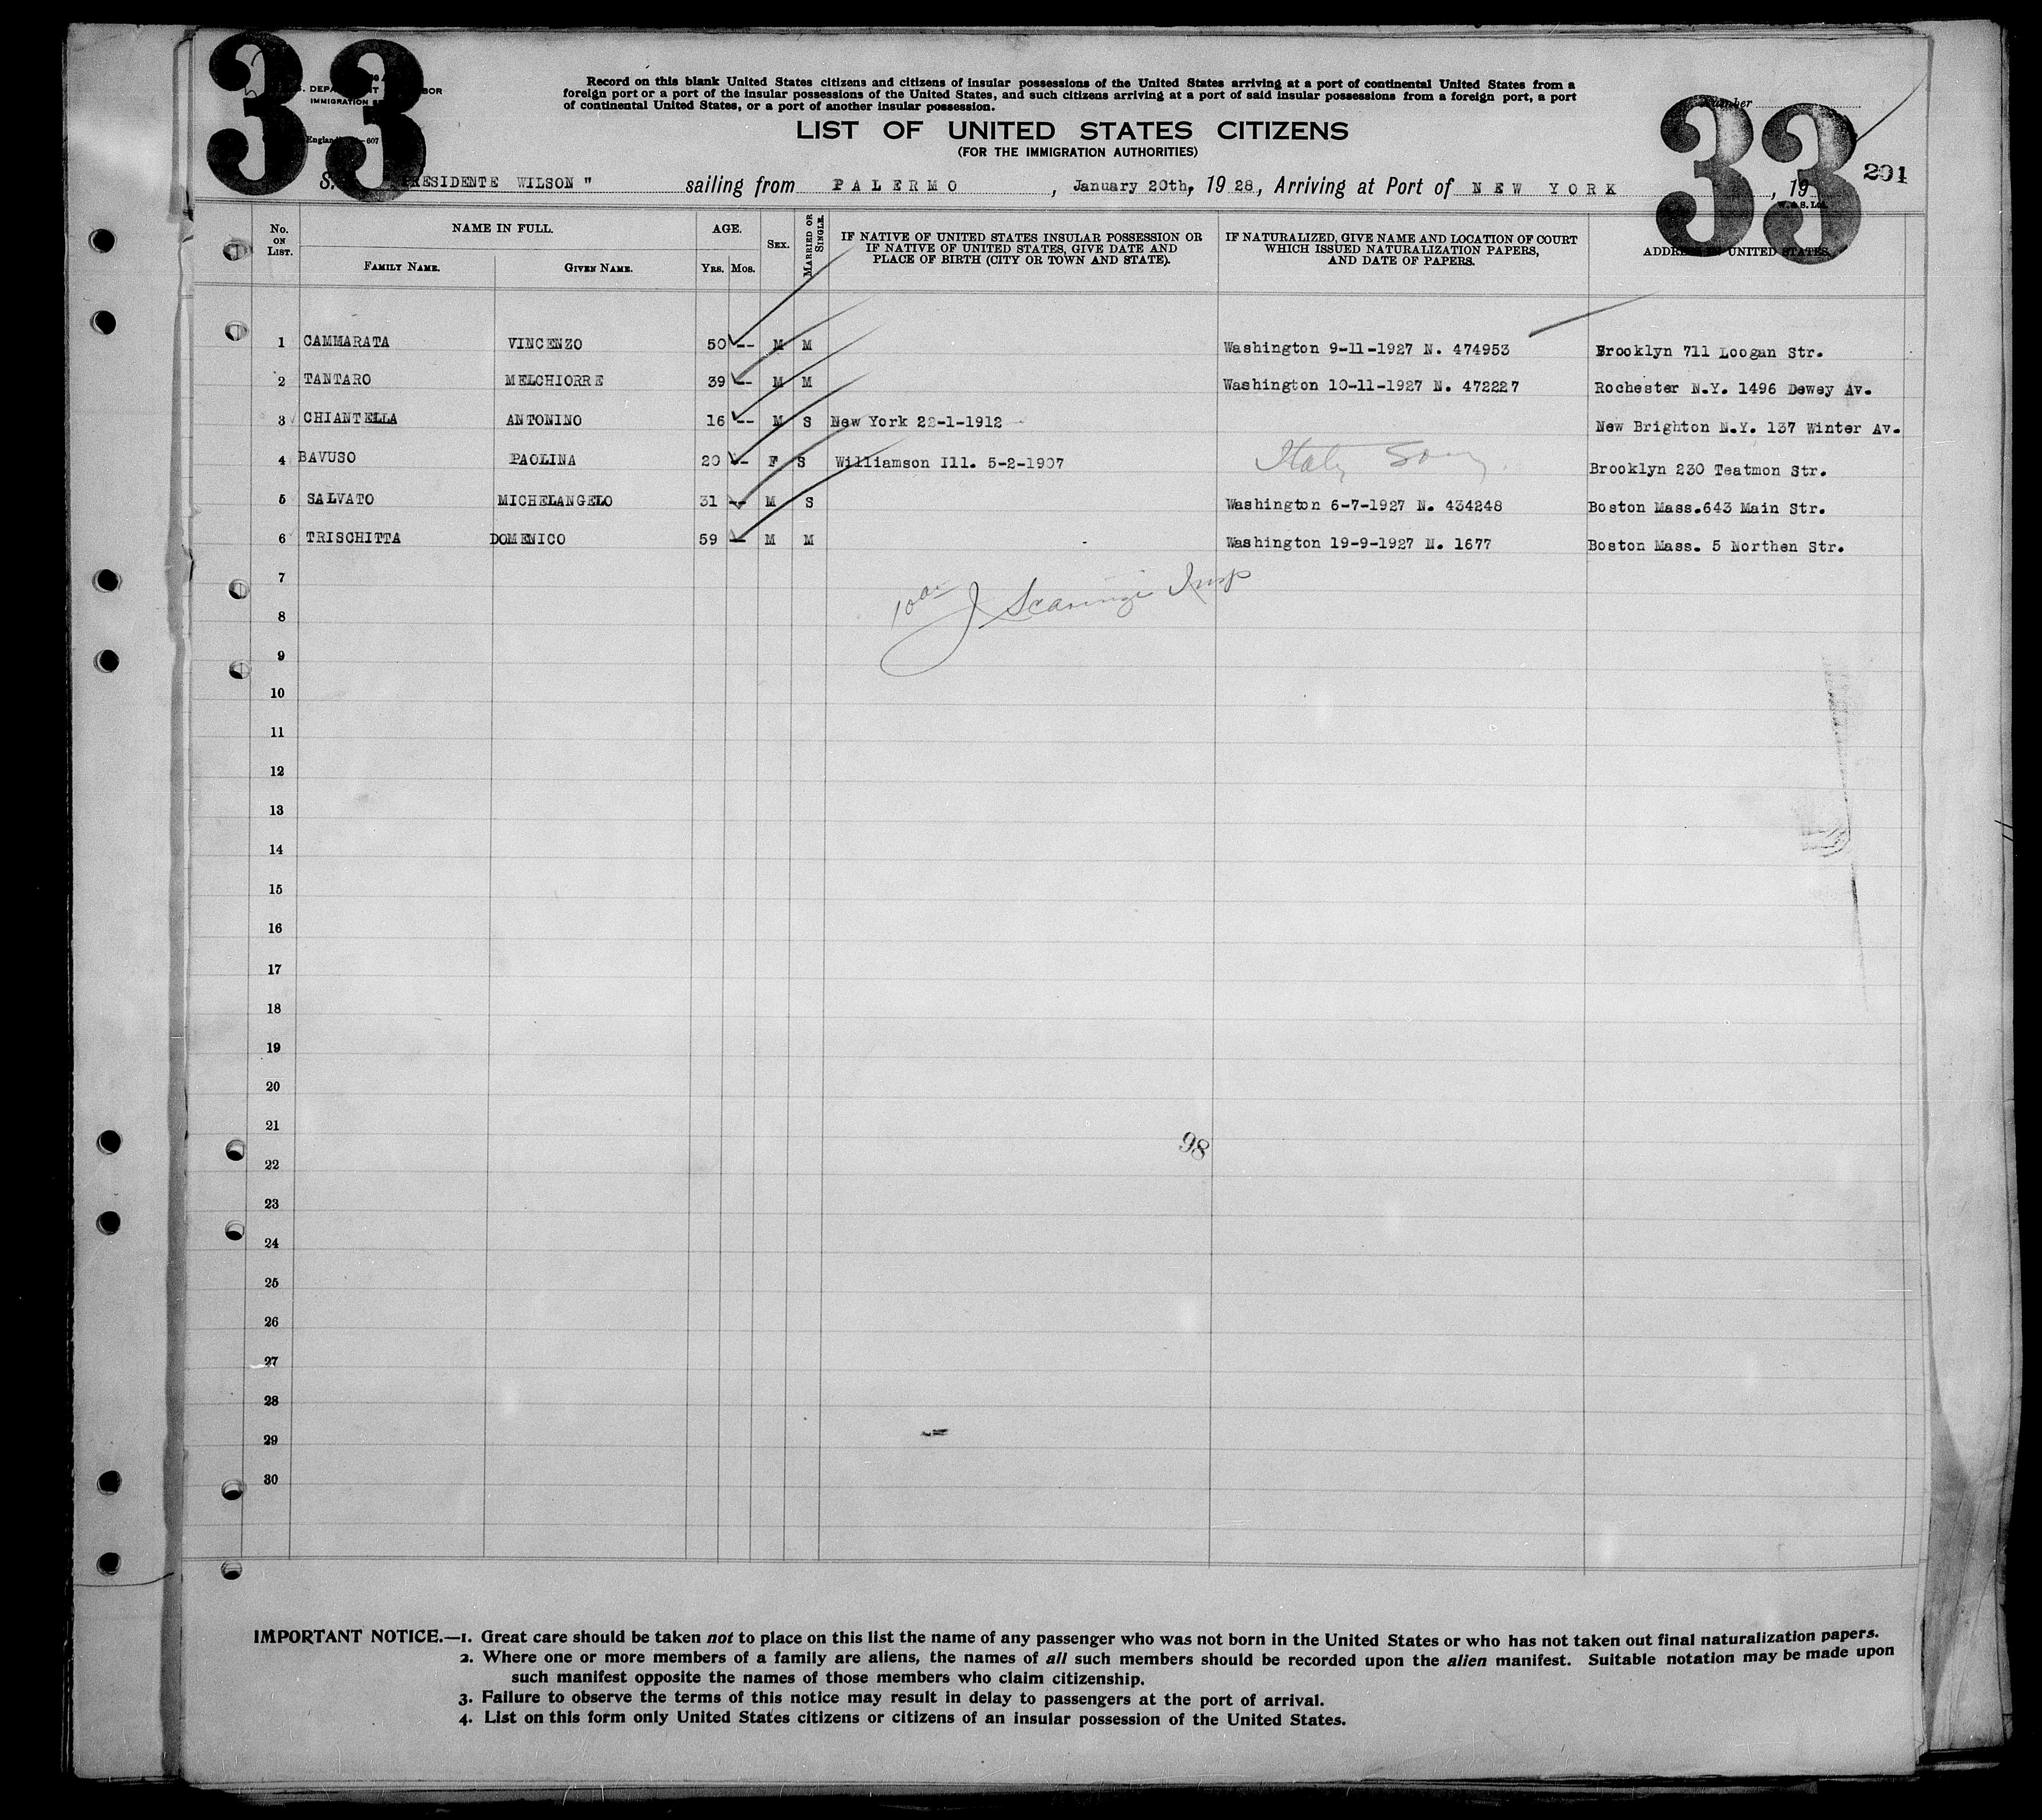 33
33
S. DEPARTMENT LABOR
IMMIGRATION
England 607
Record on this blank United States citizens and citizens of insular possessions of the United States arriving at a port of continental United States from a
foreign port or a port of the insular possessions of the United States, and such citizens arriving at a port of said insular possessions from a foreign port, a port
of continental United States, or a port of another insular possession.
Number
LIST OF UNITED STATES CITIZENS
(FOR THE IMMIGRATION AUTHORITIES)
201
S. PRESIDENTE WILSON " sailing from PALERMO, January 20th, 1928, Arriving at Port of NEW YORK, 19
W. & S. Ltd.
No. ON LIST. NAME IN FULL. AGE. SEX. MARRIED OR SINGLE. IF NATIVE OF UNITED STATES INSULAR POSSESSION OR IF NATIVE OF UNITED STATES, GIVE DATE AND PLACE OF BIRTH (CITY OR TOWN AND STATE). IF NATURALIZED, GIVE NAME AND LOCATION OF COURT WHICH ISSUED NATURALIZATION PAPERS, AND DATE OF PAPERS. ADDRESS IN UNITED STATES.
FAMILY NAME. GIVEN NAME. YRS. MOS.
1 CAMMARATA VINCENZO 50 -- M M Washington 9-11-1927 N. 474953 Brooklyn 711 Loogan Str.
2 TANTARO MELCHIORRE 39 -- M M Washington 10-11-1927 N. 472227 Rochester N.Y. 1496 Dewey Av.
3 CHIANTELLA ANTONINO 16 -- M S New York 22-1-1912 New Brighton N.Y. 137 Winter Av.
4 BAVUSO PAOLINA 20 -- F S Williamson Ill. 5-2-1907 Italy Brooklyn 230 Teatmon Str.
5 SALVATO MICHELANGELO 31 -- M S Washington 6-7-1927 N. 434248 Boston Mass.643 Main Str.
6 TRISCHITTA DOMENICO 59 -- M M Washington 19-9-1927 N. 1677 Boston Mass. 5 Northen Str.
7
J Scaringi Insp
8
9
10
11
12
13
14
15
16
17
18
19
20
21
98
22
23
24
25
26
27
28
29
30
IMPORTANT NOTICE.—1. Great care should be taken not to place on this list the name of any passenger who was not born in the United States or who has not taken out final naturalization papers.
2. Where one or more members of a family are aliens, the names of all such members should be recorded upon the alien manifest. Suitable notation may be made upon
such manifest opposite the names of those members who claim citizenship.
3. Failure to observe the terms of this notice may result in delay to passengers at the port of arrival.
4. List on this form only United States citizens or citizens of an insular possession of the United States.